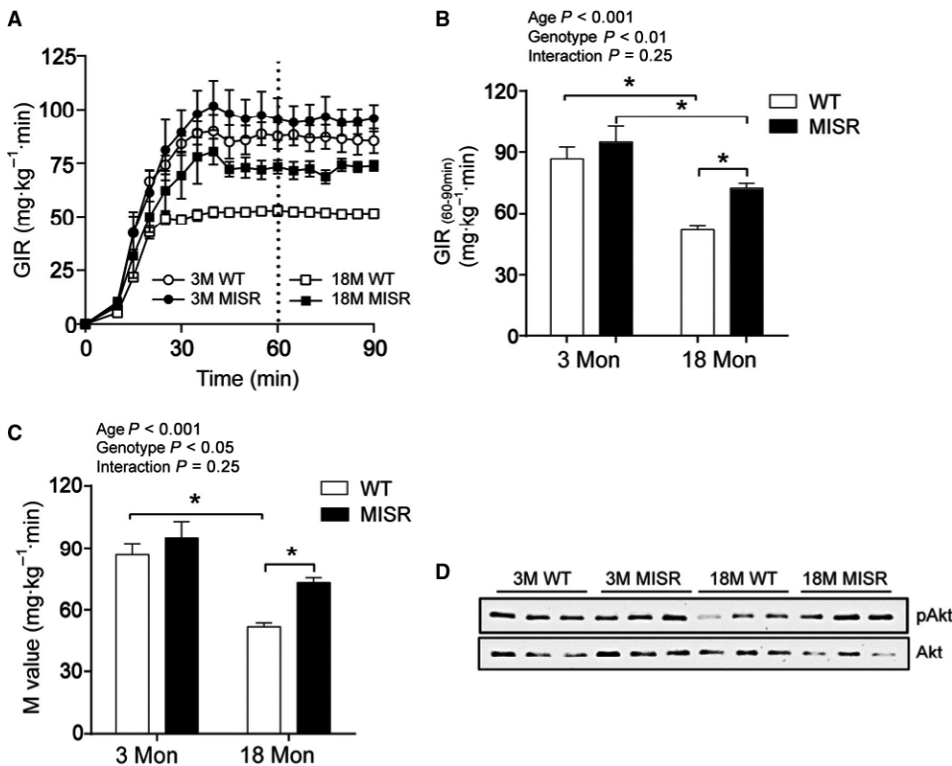 A
GIR (mg·kg⁻¹·min)
125
100
75
50
25
0
3M WT
3M MISR
18M WT
18M MISR
0
30
60
90
Time (min)
B
Age P < 0.001
Genotype P < 0.01
Interaction P = 0.25
GIR (60-90min)
(mg·kg⁻¹·min)
120
90
60
30
0
*
*
*
WT
MISR
3 Mon
18 Mon
C
Age P < 0.001
Genotype P < 0.05
Interaction P = 0.25
M value (mg·kg⁻¹·min)
120
90
60
30
0
*
*
WT
MISR
3 Mon
18 Mon
D
3M WT 3M MISR 18M WT 18M MISR
pAkt
Akt